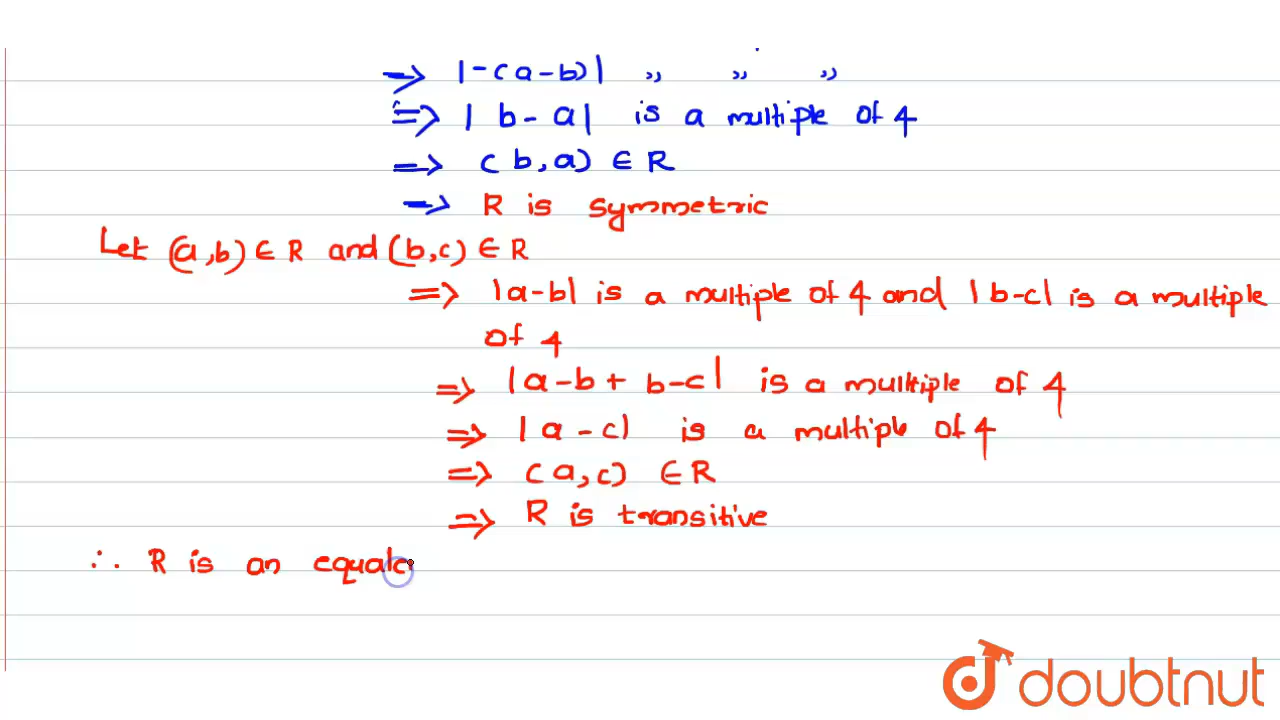 ⇒ |-(a-b)| ,, ,, ,,
⇒ | b - a| is a multiple of 4
⇒ (b,a) ∈ R
⇒ R is symmetric
Let (a,b) ∈ R and (b,c) ∈ R
⇒ |a-b| is a multiple of 4 and |b-c| is a multiple
of 4
⇒ |a-b + b-c| is a multiple of 4
⇒ |a-c| is a multiple of 4
⇒ (a,c) ∈ R
⇒ R is transitive
∴ R is an equale
doubtnut